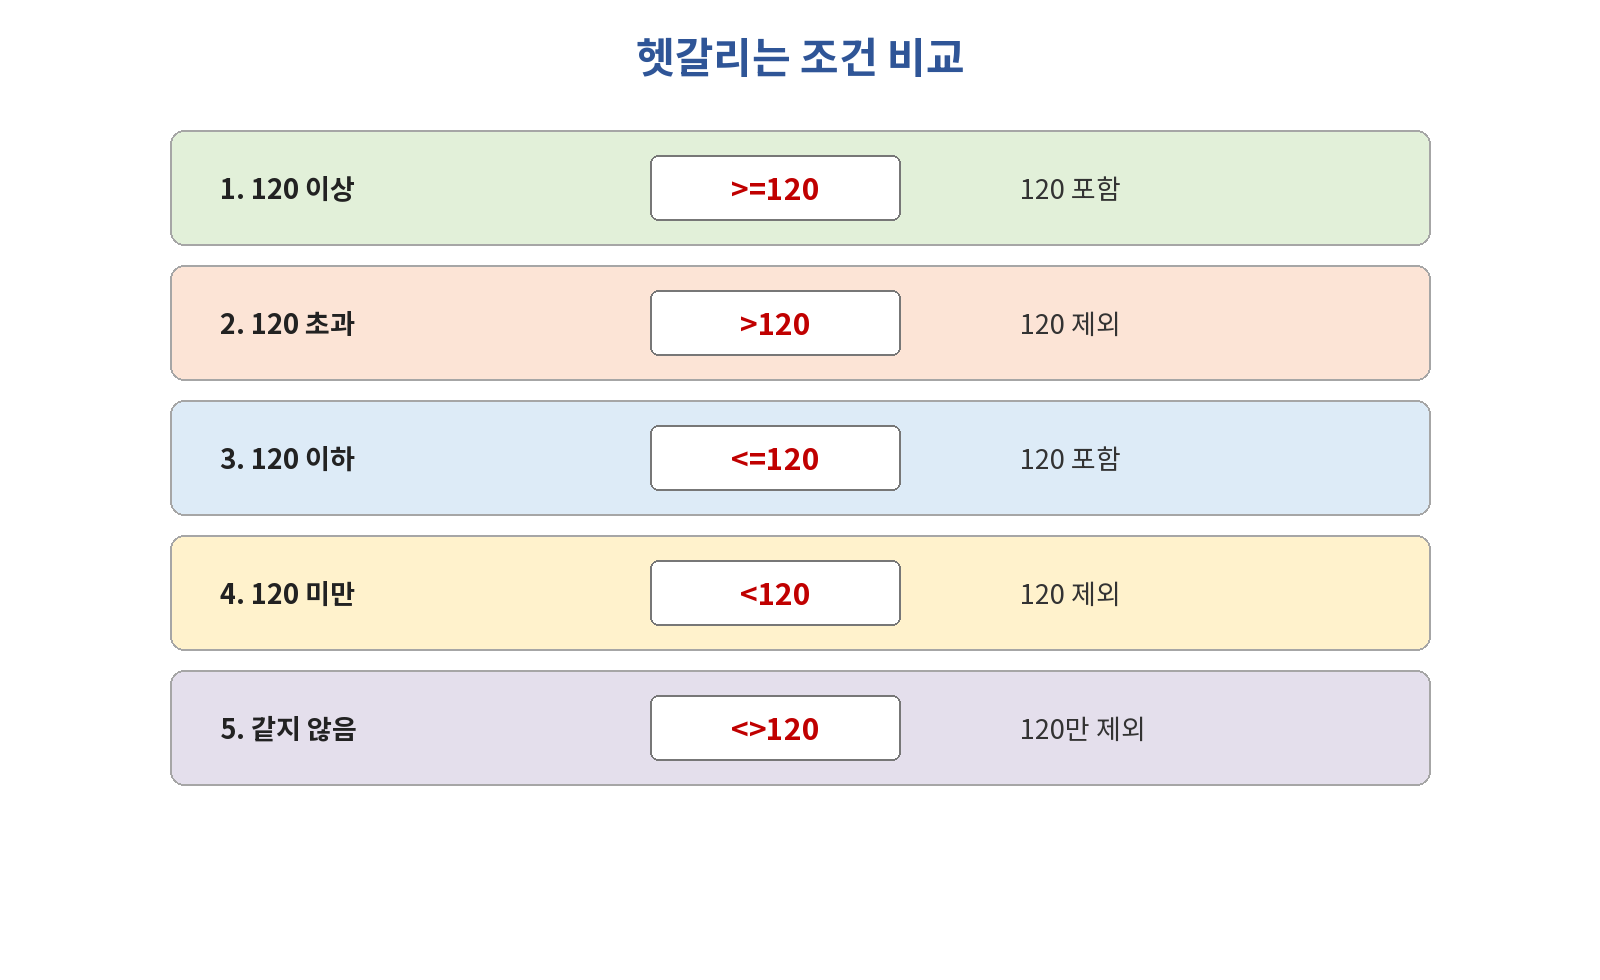 헷갈리는 조건 비교
1. 120 이상 >=120 120 포함
2. 120 초과 >120 120 제외
3. 120 이하 <=120 120 포함
4. 120 미만 <120 120 제외
5. 같지 않음 <>120 120만 제외